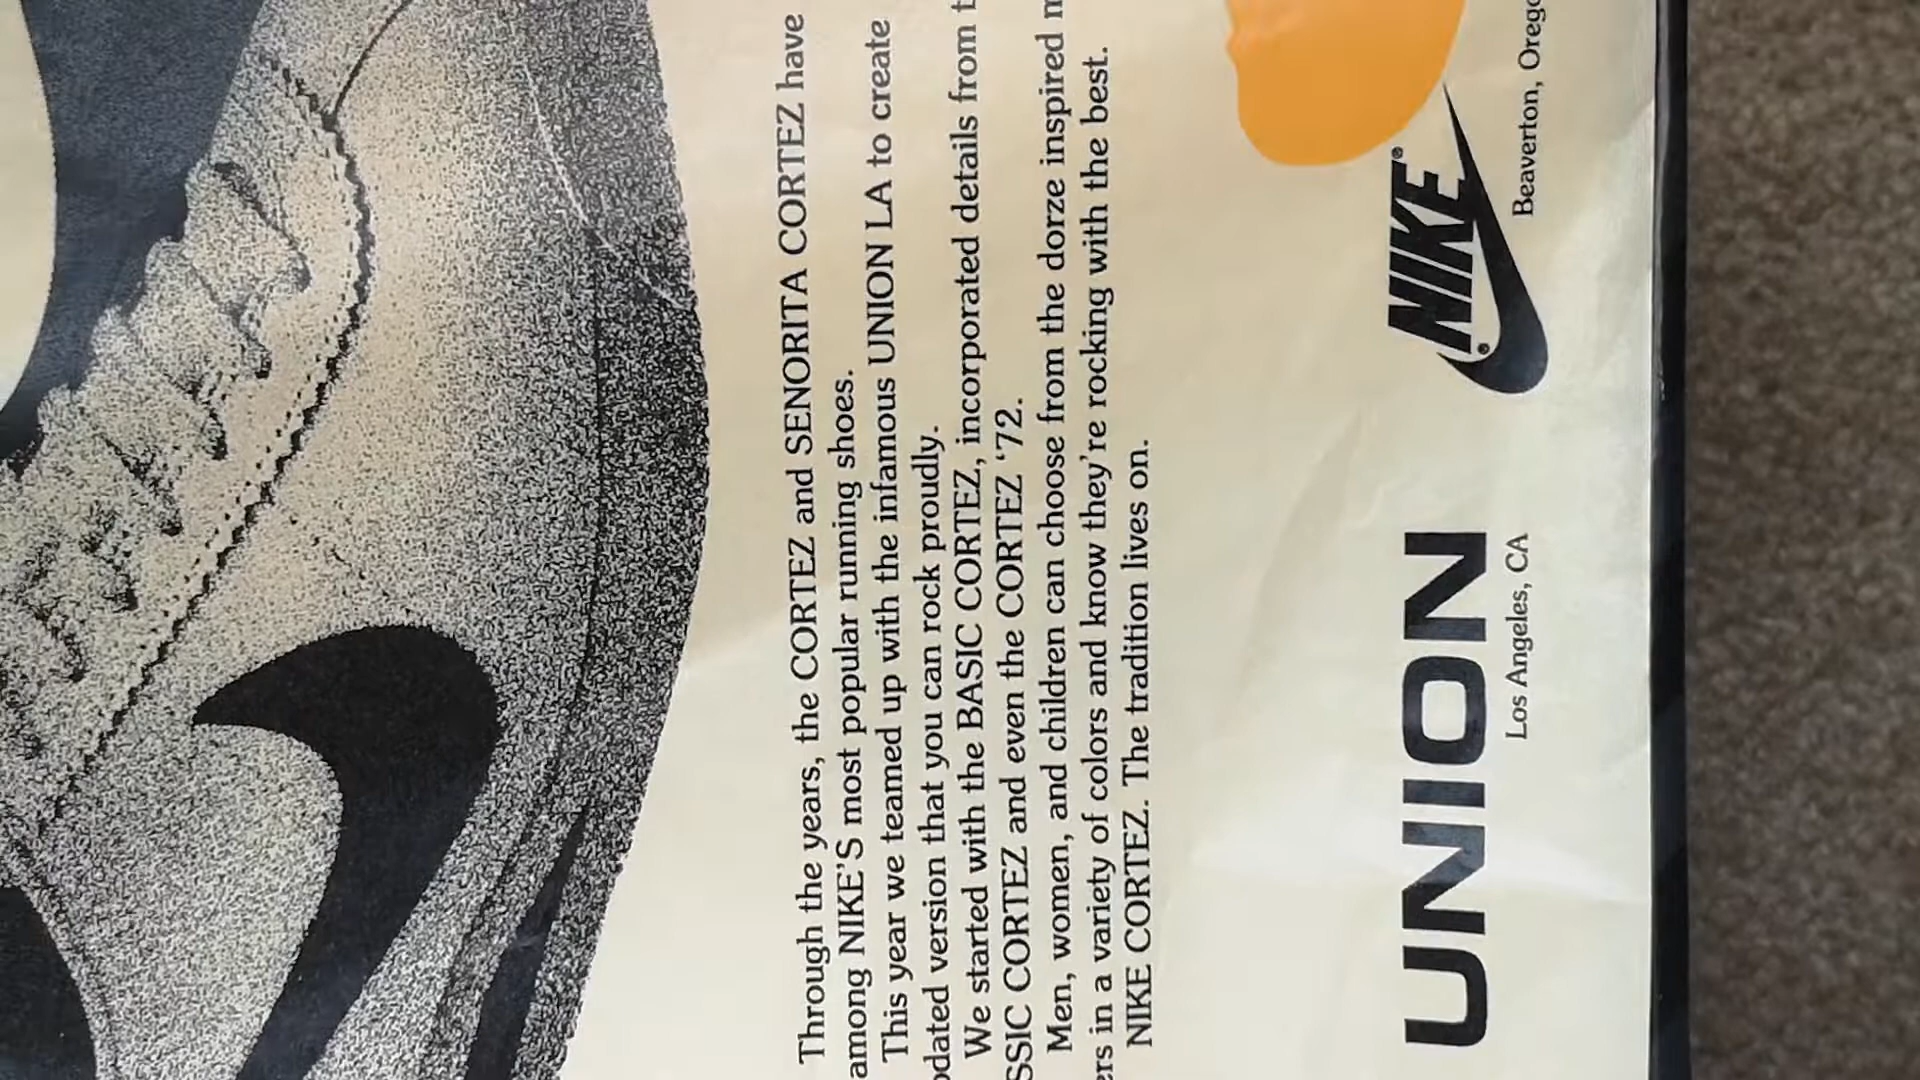 Through the years, the CORTEZ and SENORITA CORTEZ have
among NIKE'S most popular running shoes.
This year we teamed up with the infamous UNION LA to create
version that you can rock proudly.
We started with the BASIC CORTEZ, incorporated details from
CORTEZ and even the CORTEZ '72.
Men, women, and children can choose from the dorze inspired
in a variety of colors and know they're rocking with the best.
NIKE CORTEZ. The tradition lives on.
UNION
Los Angeles, CA
NIKE®
Beaverton,